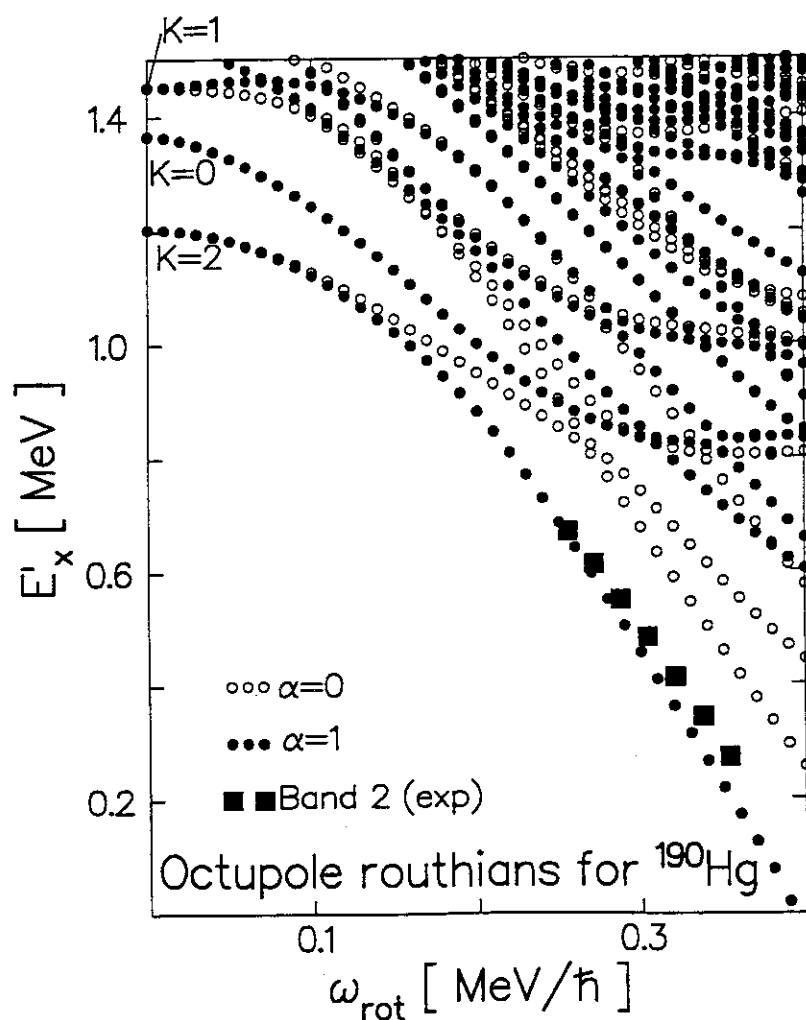 K=1
1.4
K=0
K=2
1.0
E'x [ MeV ]
0.6
○○○ α=0
●●● α=1
■ ■ Band 2 (exp)
0.2
Octupole routhians for ¹⁹⁰Hg
0.1 0.3
ωrot [ MeV/ħ ]